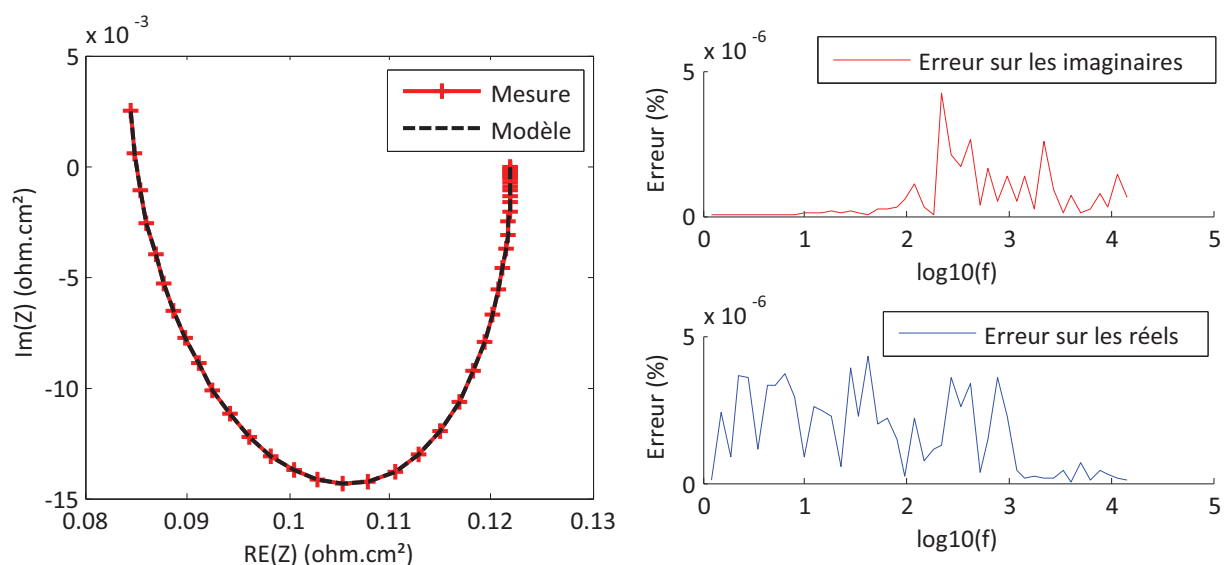 x 10 -3
5
0
-5
-10
-15
0.08 0.09 0.1 0.11 0.12 0.13
Im(Z) (ohm.cm²)
RE(Z) (ohm.cm²)
Mesure
Modèle
x 10 -6
5
0
0 1 2 3 4 5
Erreur (%)
log10(f)
Erreur sur les imaginaires
x 10 -6
5
0
0 1 2 3 4 5
Erreur (%)
log10(f)
Erreur sur les réels